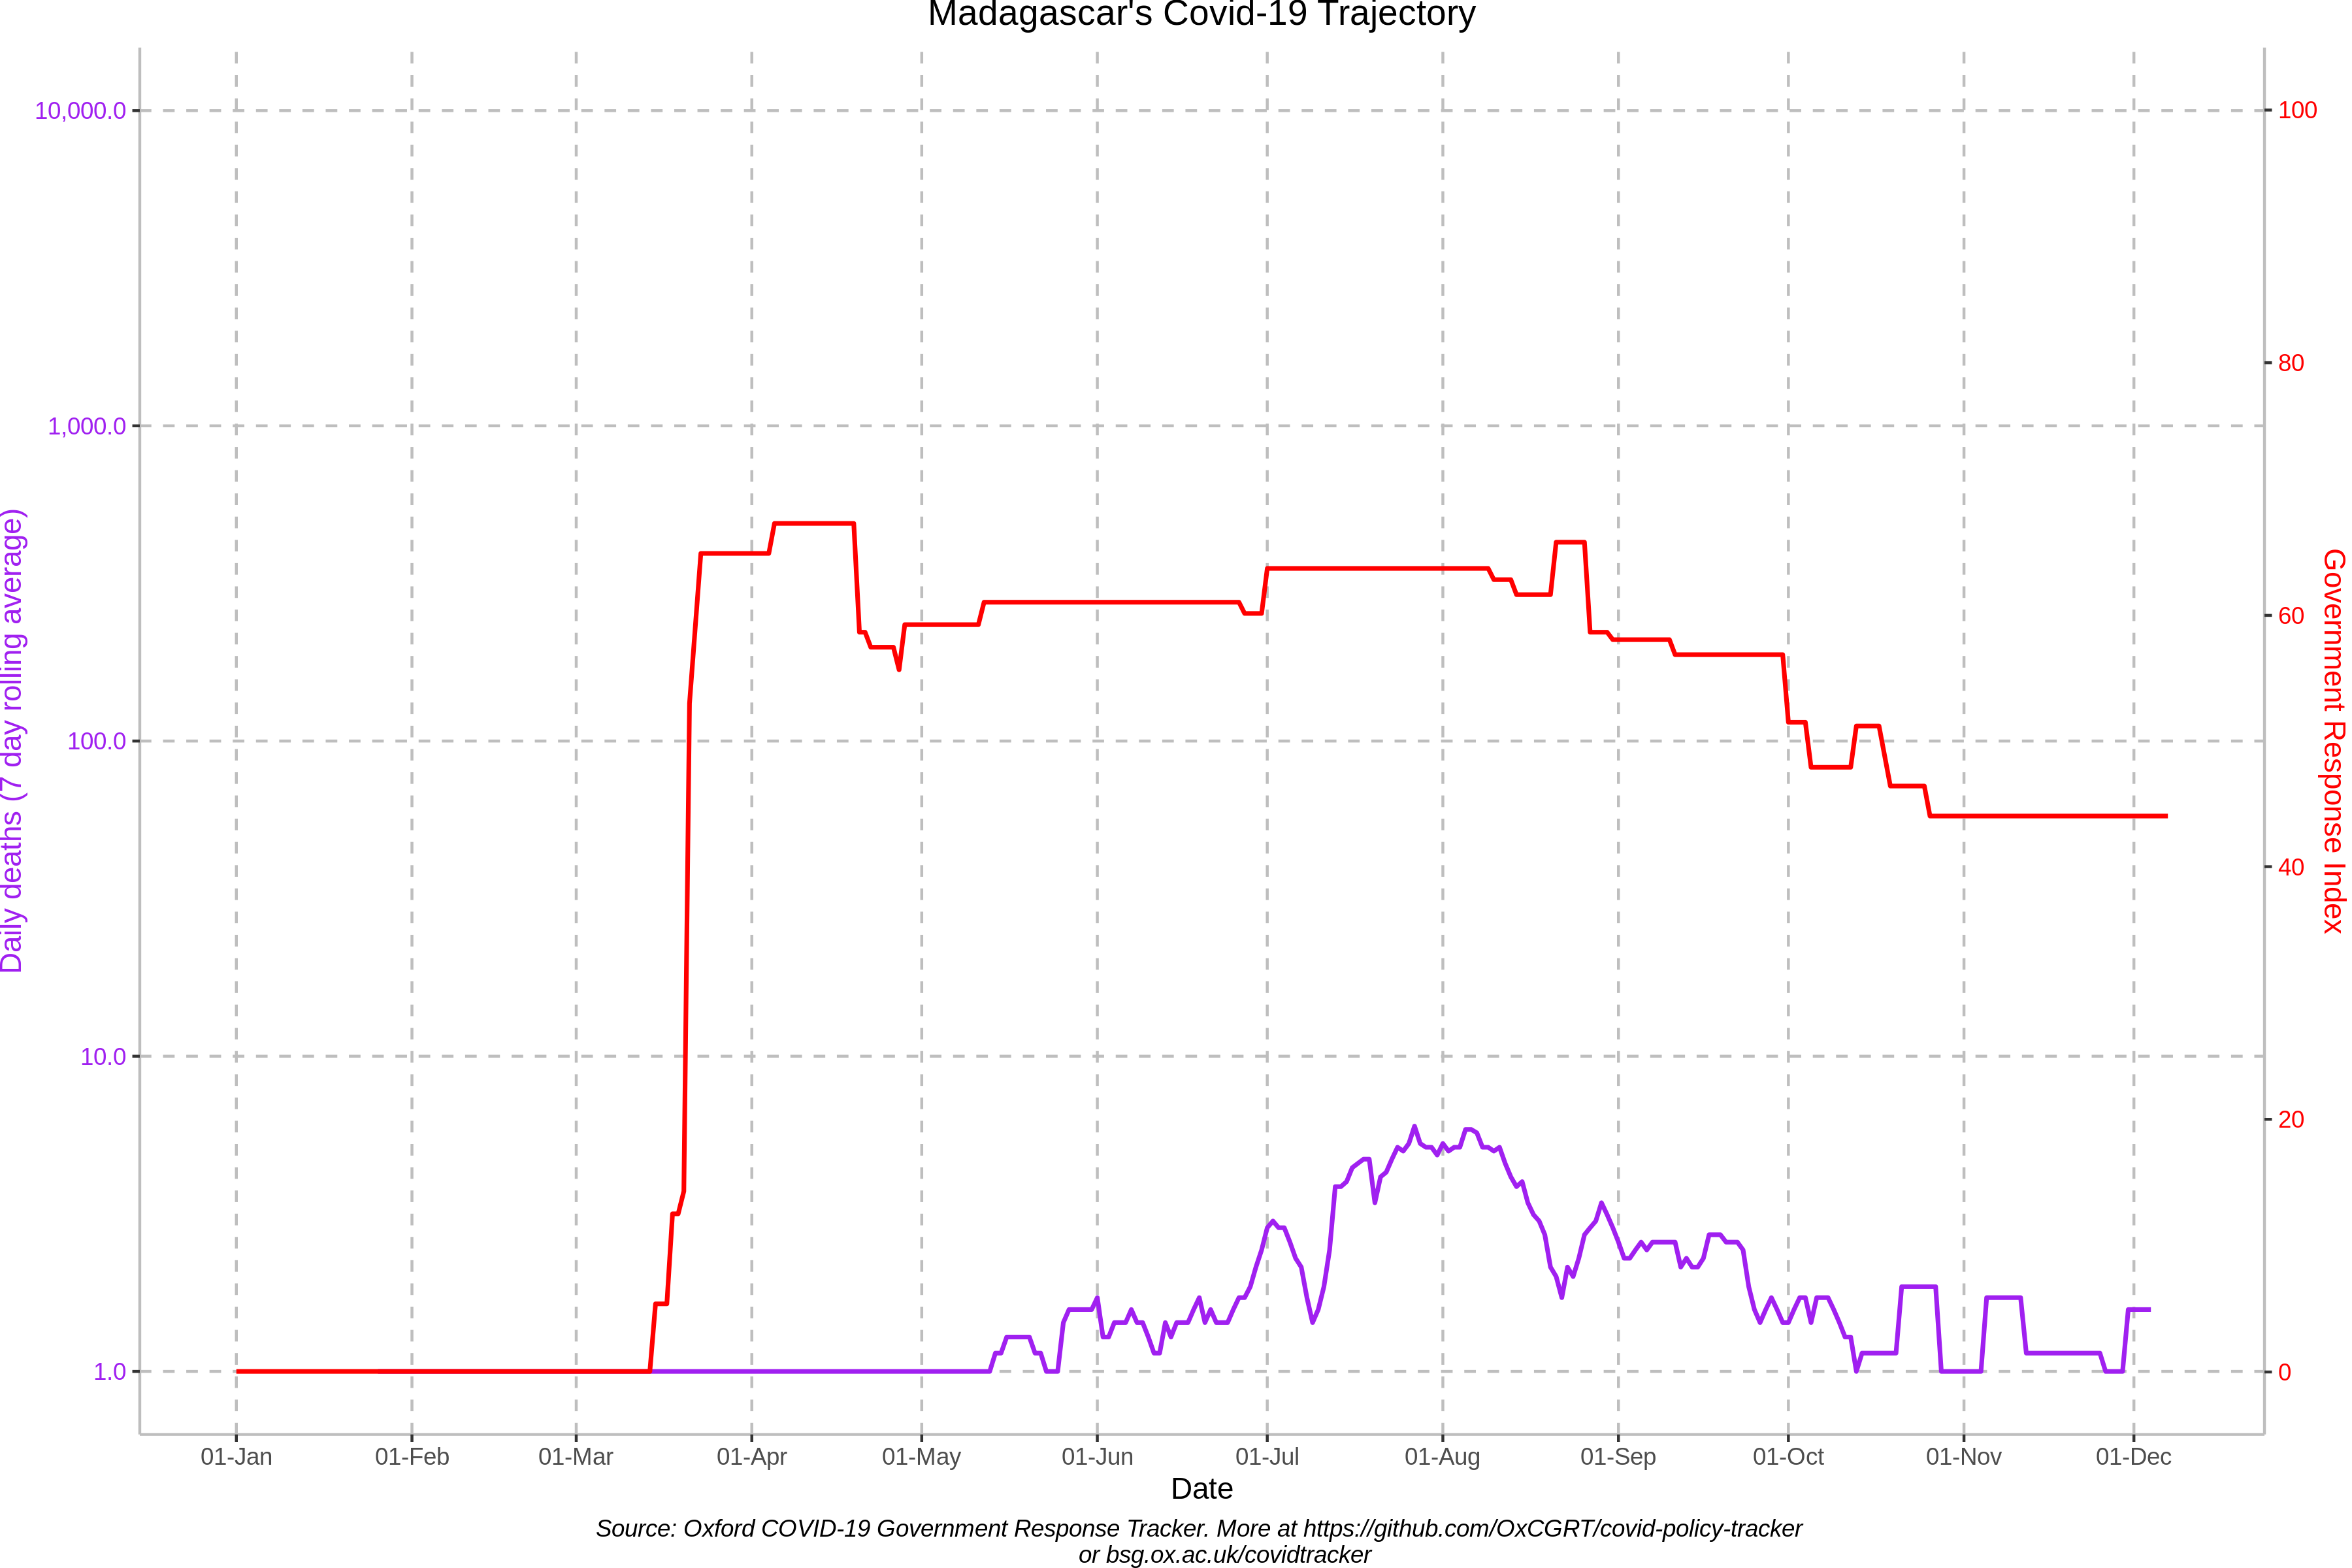 Madagascar's Covid-19 Trajectory
10,000.0
1,000.0
100.0
10.0
1.0
Daily deaths (7 day rolling average)
100
80
60
40
20
0
Government Response Index
01-Jan 01-Feb 01-Mar 01-Apr 01-May 01-Jun 01-Jul 01-Aug 01-Sep 01-Oct 01-Nov 01-Dec
Date
Source: Oxford COVID-19 Government Response Tracker. More at https://github.com/OxCGRT/covid-policy-tracker
or bsg.ox.ac.uk/covidtracker